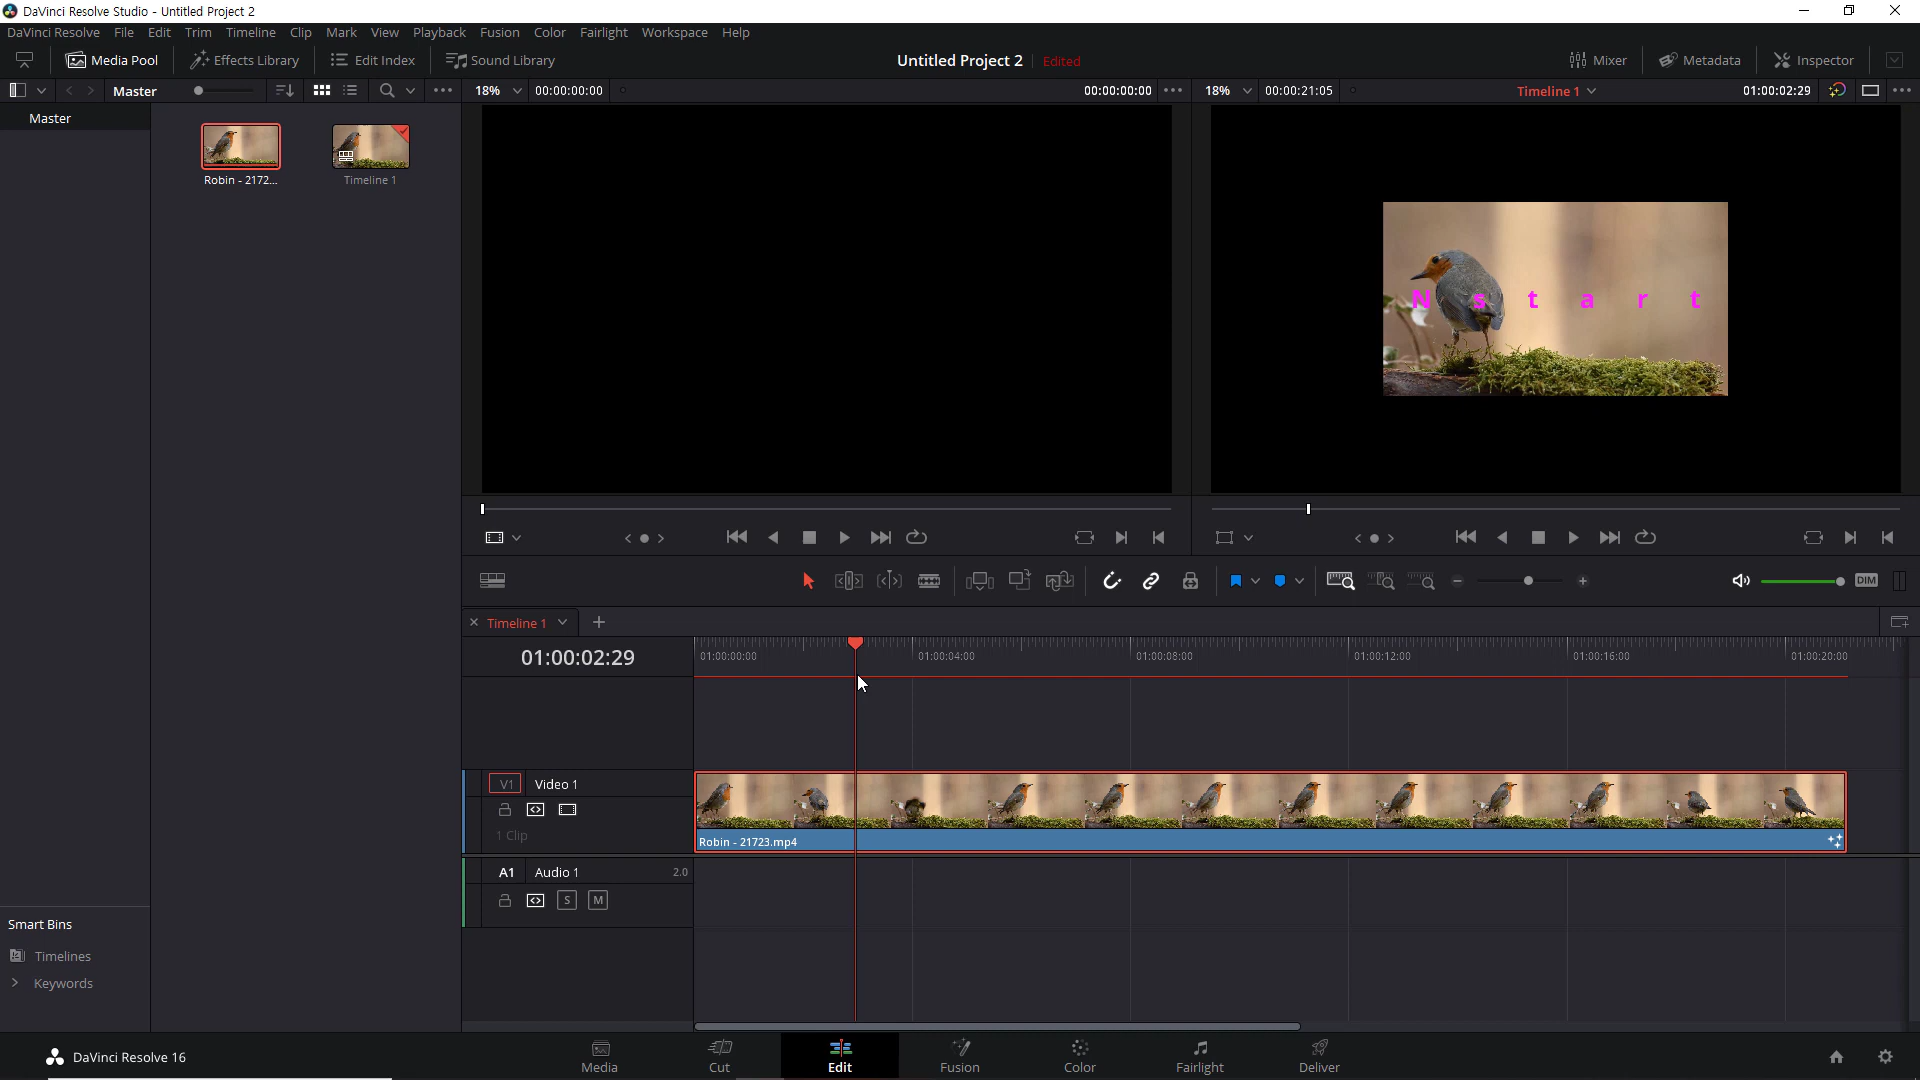 DaVinci Resolve Studio - Untitled Project 2
DaVinci Resolve File Edit Trim Timeline Clip Mark View Playback Fusion Color Fairlight Workspace Help
Media Pool Effects Library Edit Index Sound Library Untitled Project 2 Edited Mixer Metadata Inspector
Master 18% 00:00:00:00 00:00:00:00 18% 00:00:21:05 Timeline 1 01:00:02:29
Master
Robin - 2172... Timeline 1
N s t a r t
DIM
Timeline 1
01:00:02:29 01:00:00:00 01:00:04:00 01:00:08:00 01:00:12:00 01:00:16:00 01:00:20:00
V1 Video 1
1 Clip
Robin - 21723.mp4
A1 Audio 1 2.0
S M
Smart Bins
Timelines
Keywords
DaVinci Resolve 16
Media Cut Edit Fusion Color Fairlight Deliver